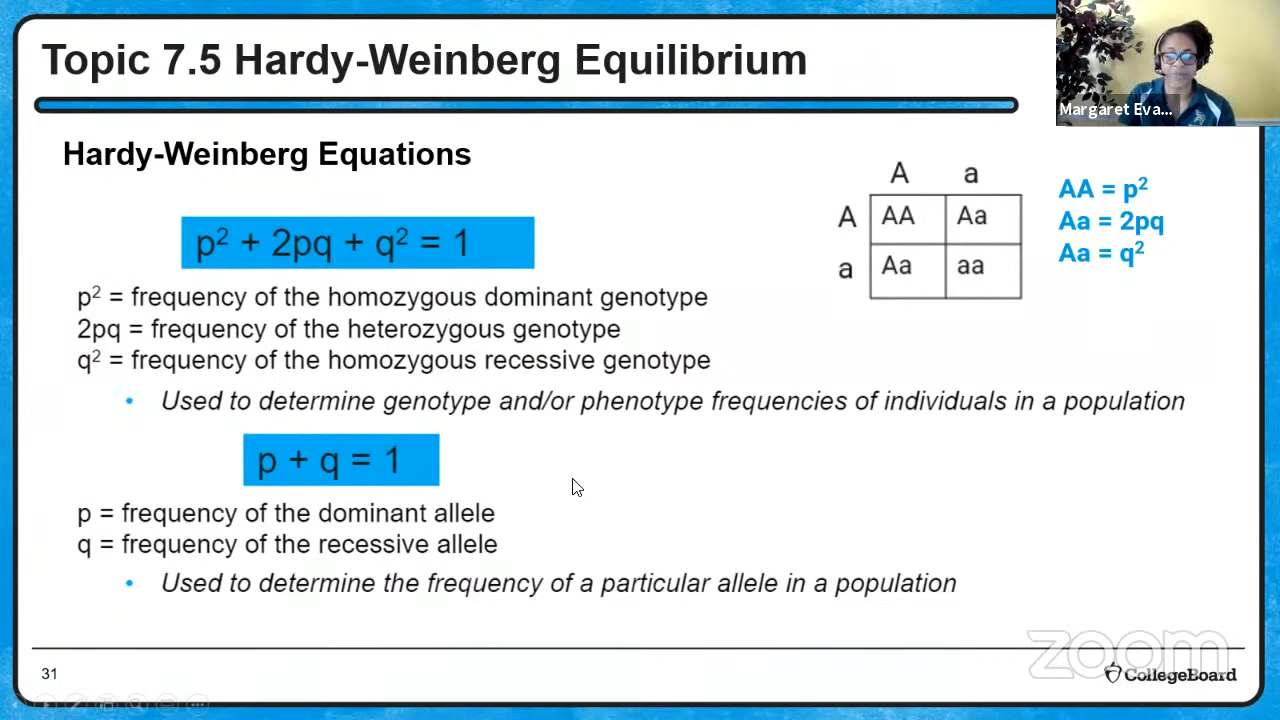 Topic 7.5 Hardy-Weinberg Equilibrium
Margaret Eva...
Hardy-Weinberg Equations
p² + 2pq + q² = 1
p² = frequency of the homozygous dominant genotype
2pq = frequency of the heterozygous genotype
q² = frequency of the homozygous recessive genotype
• Used to determine genotype and/or phenotype frequencies of individuals in a population
A a
A AA Aa
a Aa aa
AA = p²
Aa = 2pq
Aa = q²
p + q = 1
p = frequency of the dominant allele
q = frequency of the recessive allele
• Used to determine the frequency of a particular allele in a population
31
zoom
CollegeBoard